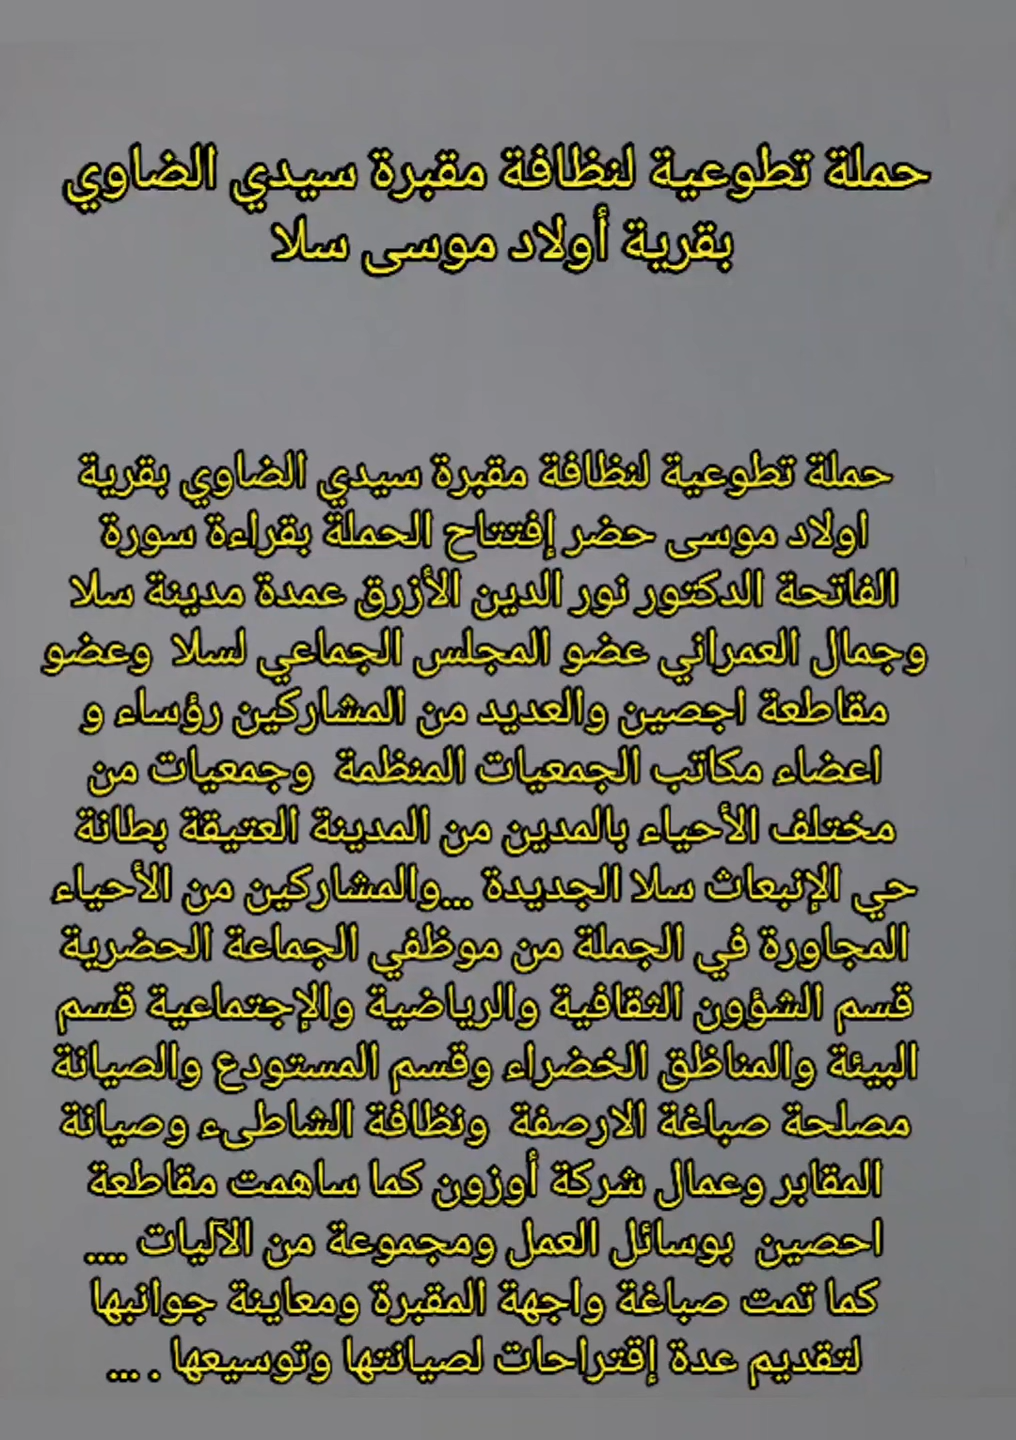 حملة تطوعية لنظافة مقبرة سيدي الضاوي
بقرية أولاد موسى سلا
حملة تطوعية لنظافة مقبرة سيدي الضاوي بقرية
اولاد موسى حضر إفتتاح الحملة بقراءة سورة
الفاتحة الدكتور نور الدين الأزرق عمدة مدينة سلا
وجمال العمراني عضو المجلس الجماعي لسلا وعضو
مقاطعة اجصين والعديد من المشاركين رؤساء و
اعضاء مكاتب الجمعيات المنظمة وجمعيات من
مختلف الأحياء بالمدين من المدينة العتيقة بطانة
حي الإنبعاث سلا الجديدة ...والمشاركين من الأحياء
المجاورة في الجملة من موظفي الجماعة الحضرية
قسم الشؤون الثقافية والرياضية والإجتماعية قسم
البيئة والمناظق الخضراء وقسم المستودع والصيانة
مصلحة صباغة الارصفة ونظافة الشاطىء وصيانة
المقابر وعمال شركة أوزون كما ساهمت مقاطعة
احصين بوسائل العمل ومجموعة من الآليات ....
كما تمت صباغة واجهة المقبرة ومعاينة جوانبها
لتقديم عدة إقتراحات لصيانتها وتوسيعها . ...